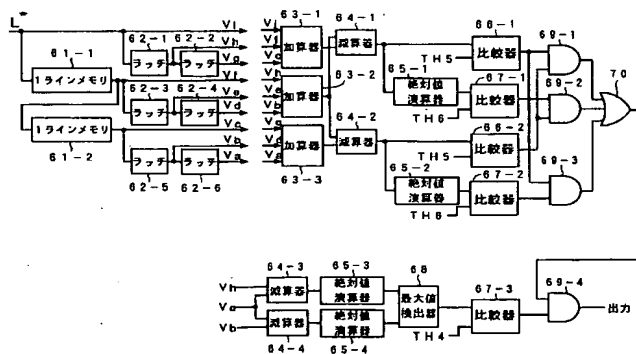 L*
61-1
1ラインメモリ
1ラインメモリ
61-2
62-1
62-2
ラッチ
ラッチ
62-3
62-4
ラッチ
ラッチ
ラッチ
ラッチ
62-5
62-6
Vi
Vh
Vg
Vf
Ve
Vd
Vc
Vb
Va
63-1
加算器
63-2
加算器
加算器
63-3
64-1
減算器
64-2
減算器
65-1
絶対値
演算器
65-2
絶対値
演算器
66-1
比較器
TH5
67-1
比較器
TH6
66-2
比較器
TH5
67-2
比較器
TH6
69-1
69-2
69-3
70
Vh
Vb
64-3
減算器
減算器
64-4
65-3
絶対値
演算器
絶対値
演算器
65-4
68
最大値
検出器
67-3
比較器
TH4
69-4
出力